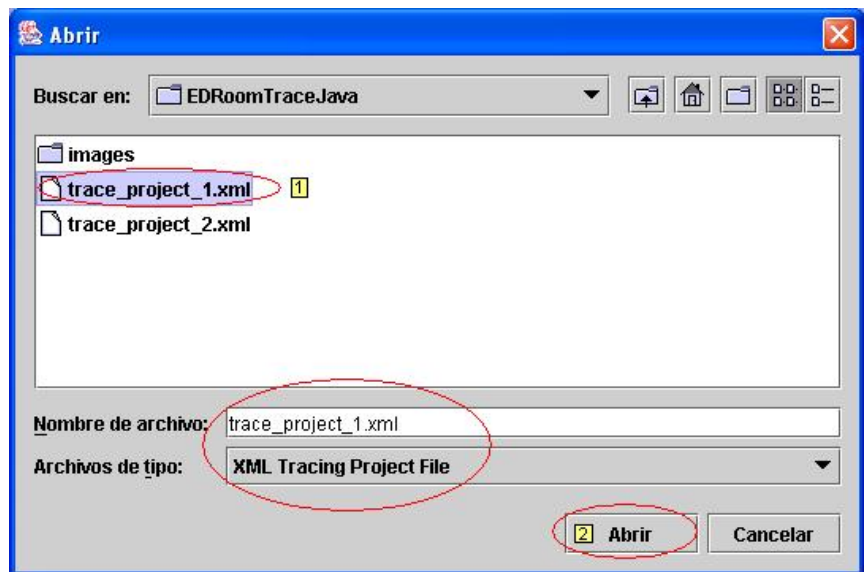 Abrir
Buscar en: EDRoomTraceJava
images
trace_project_1.xml 1
trace_project_2.xml
Nombre de archivo: trace_project_1.xml
Archivos de tipo: XML Tracing Project File
2 Abrir Cancelar